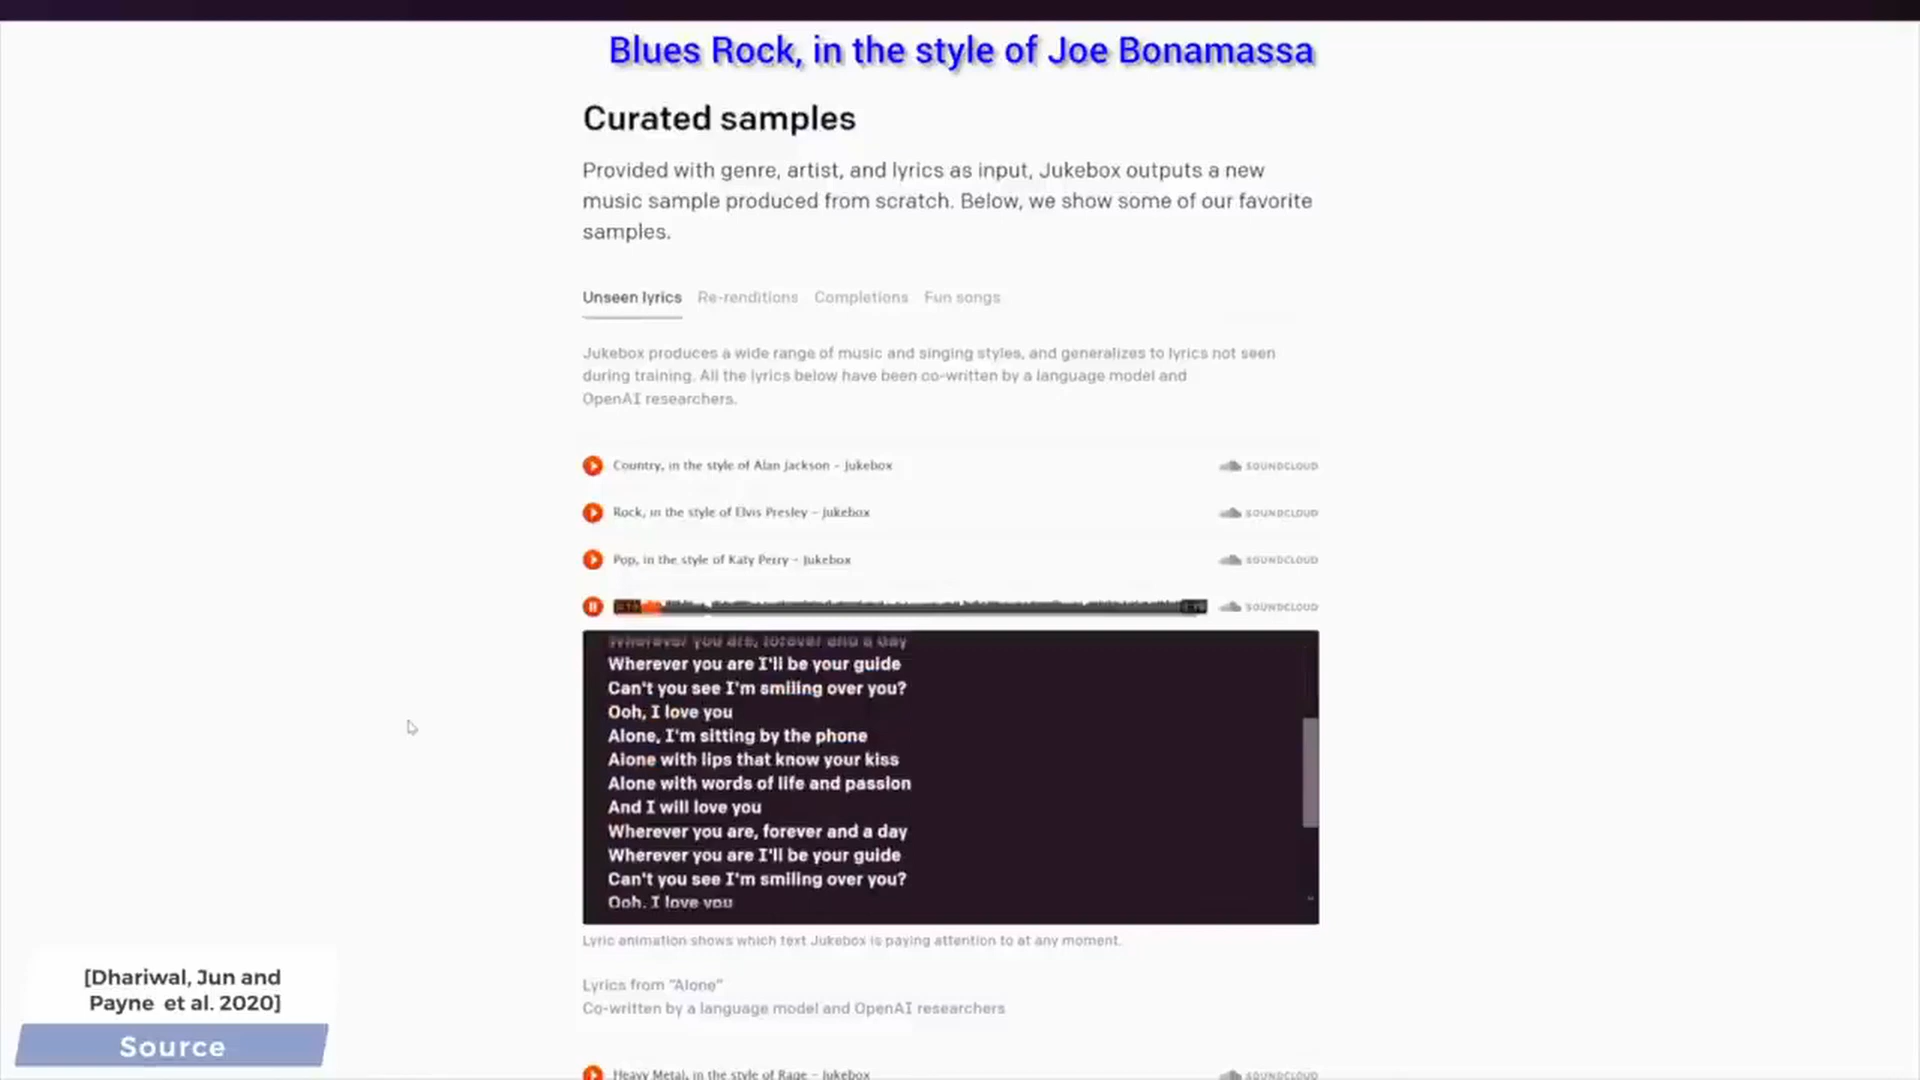 Blues Rock, in the style of Joe Bonamassa
Curated samples
Provided with genre, artist, and lyrics as input, Jukebox outputs a new
music sample produced from scratch. Below, we show some of our favorite
samples.
Unseen lyrics Re-renditions Completions Fun songs
Jukebox produces a wide range of music and singing styles, and generalizes to lyrics not seen
during training. All the lyrics below have been co-written by a language model and
OpenAI researchers.
Country, in the style of Alan Jackson - Jukebox SOUNDCLOUD
Rock, in the style of Elvis Presley - Jukebox SOUNDCLOUD
Pop, in the style of Katy Perry - Jukebox SOUNDCLOUD
SOUNDCLOUD
Wherever you are, forever and a day
Wherever you are I'll be your guide
Can't you see I'm smiling over you?
Ooh, I love you
Alone, I'm sitting by the phone
Alone with lips that know your kiss
Alone with words of life and passion
And I will love you
Wherever you are, forever and a day
Wherever you are I'll be your guide
Can't you see I'm smiling over you?
Ooh, I love you
Lyric animation shows which text Jukebox is paying attention to at any moment.
Lyrics from "Alone"
Co-written by a language model and OpenAI researchers
Heavy Metal, in the style of Rage - Jukebox SOUNDCLOUD
[Dhariwal, Jun and
Payne et al. 2020]
Source